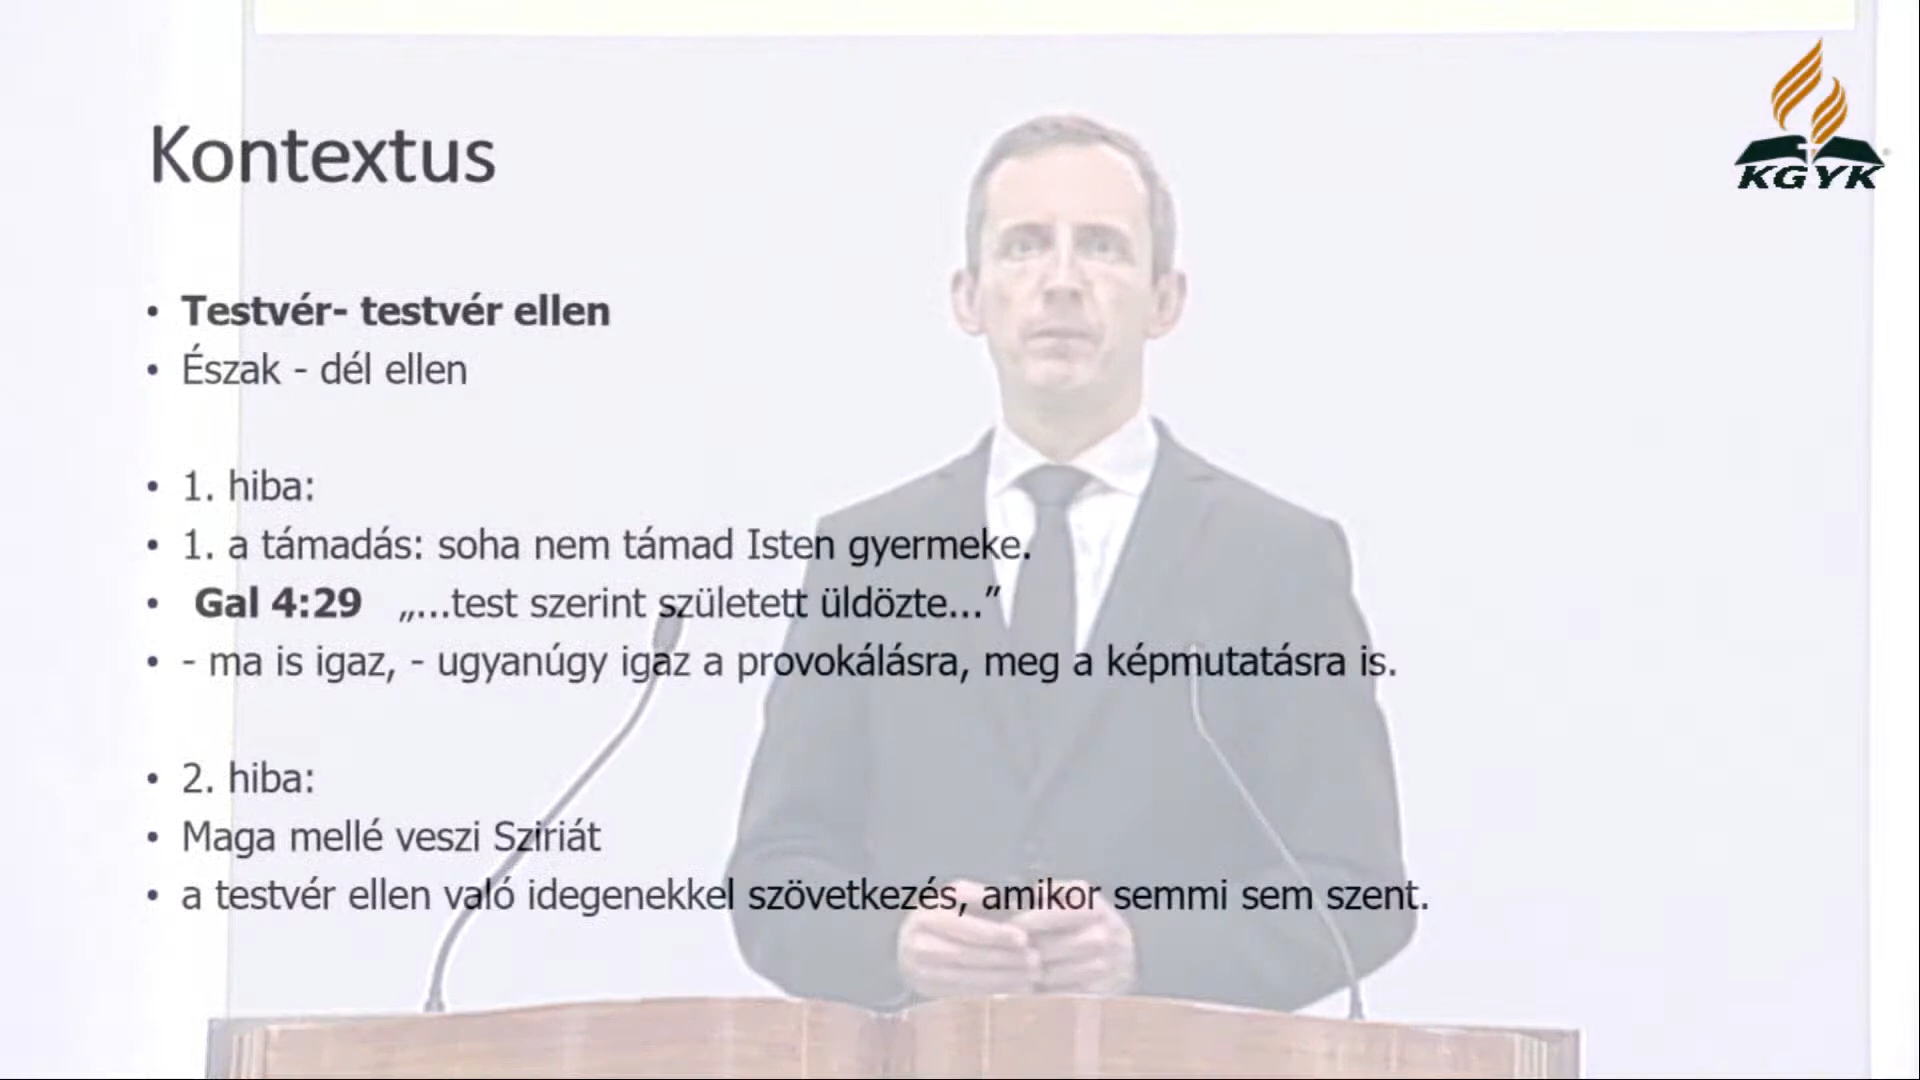 KGYK
Kontextus
• Testvér- testvér ellen
• Észak - dél ellen
• 1. hiba:
• 1. a támadás: soha nem támad Isten gyermeke.
• Gal 4:29 „...test szerint született üldözte...”
• - ma is igaz, - ugyanúgy igaz a provokálásra, meg a képmutatásra is.
• 2. hiba:
• Maga mellé veszi Sziriát
• a testvér ellen való idegenekkel szövetkezés, amikor semmi sem szent.